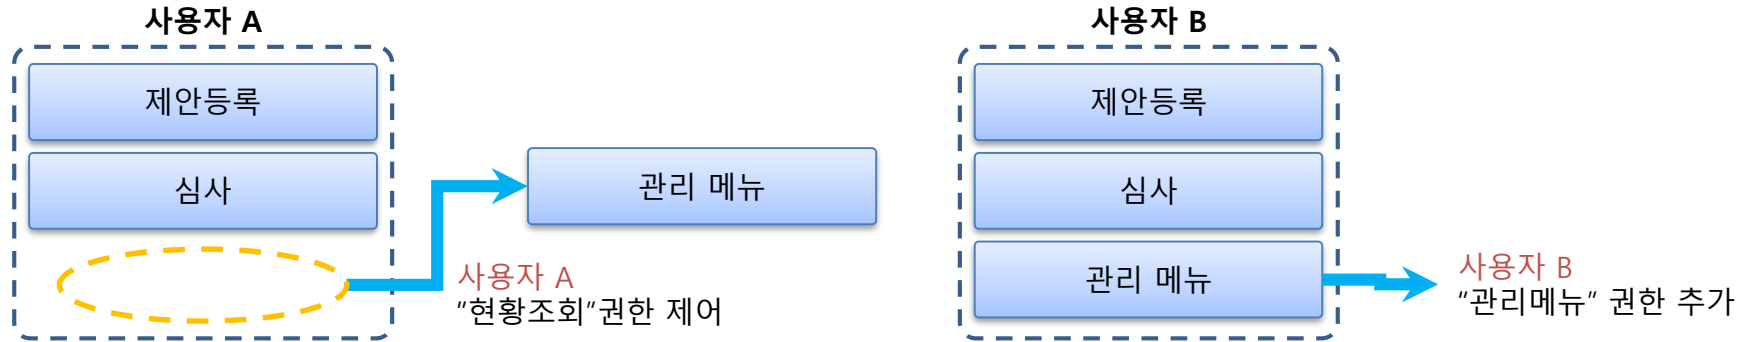 사용자 A
제안등록
심사
관리 메뉴
사용자 A
"현황조회"권한 제어
사용자 B
제안등록
심사
관리 메뉴
사용자 B
"관리메뉴" 권한 추가